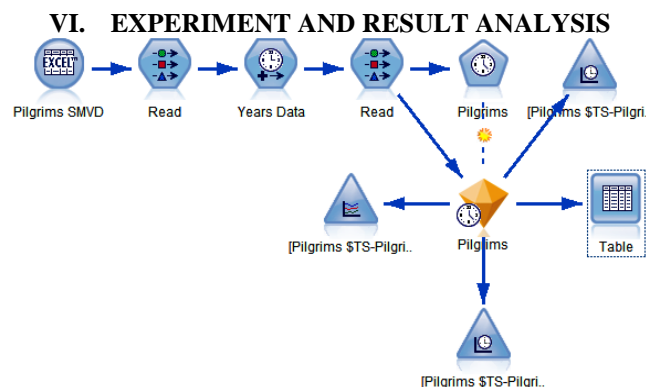 VI. EXPERIMENT AND RESULT ANALYSIS
EXCEL
Pilgrims SMVD
Read
Years Data
Read
Pilgrims
[Pilgrims $TS-Pilgri..
[Pilgrims $TS-Pilgri..
Pilgrims
Table
[Pilgrims $TS-Pilgri..